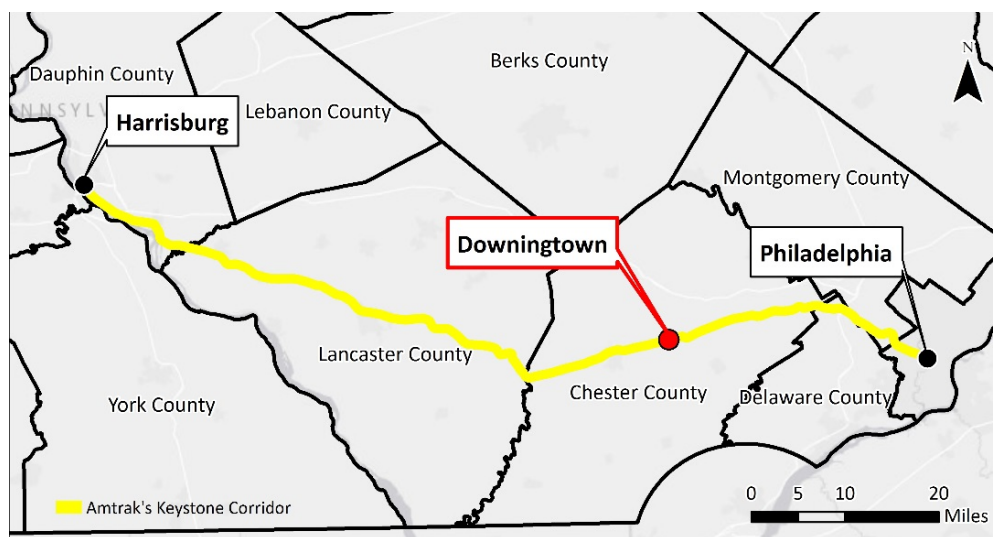 Dauphin County
NNSYLV
Harrisburg
Lebanon County
Berks County
N
Montgomery County
Downingtown
Philadelphia
Lancaster County
York County
Chester County
Delaware County
Amtrak's Keystone Corridor
0 5 10 20
Miles